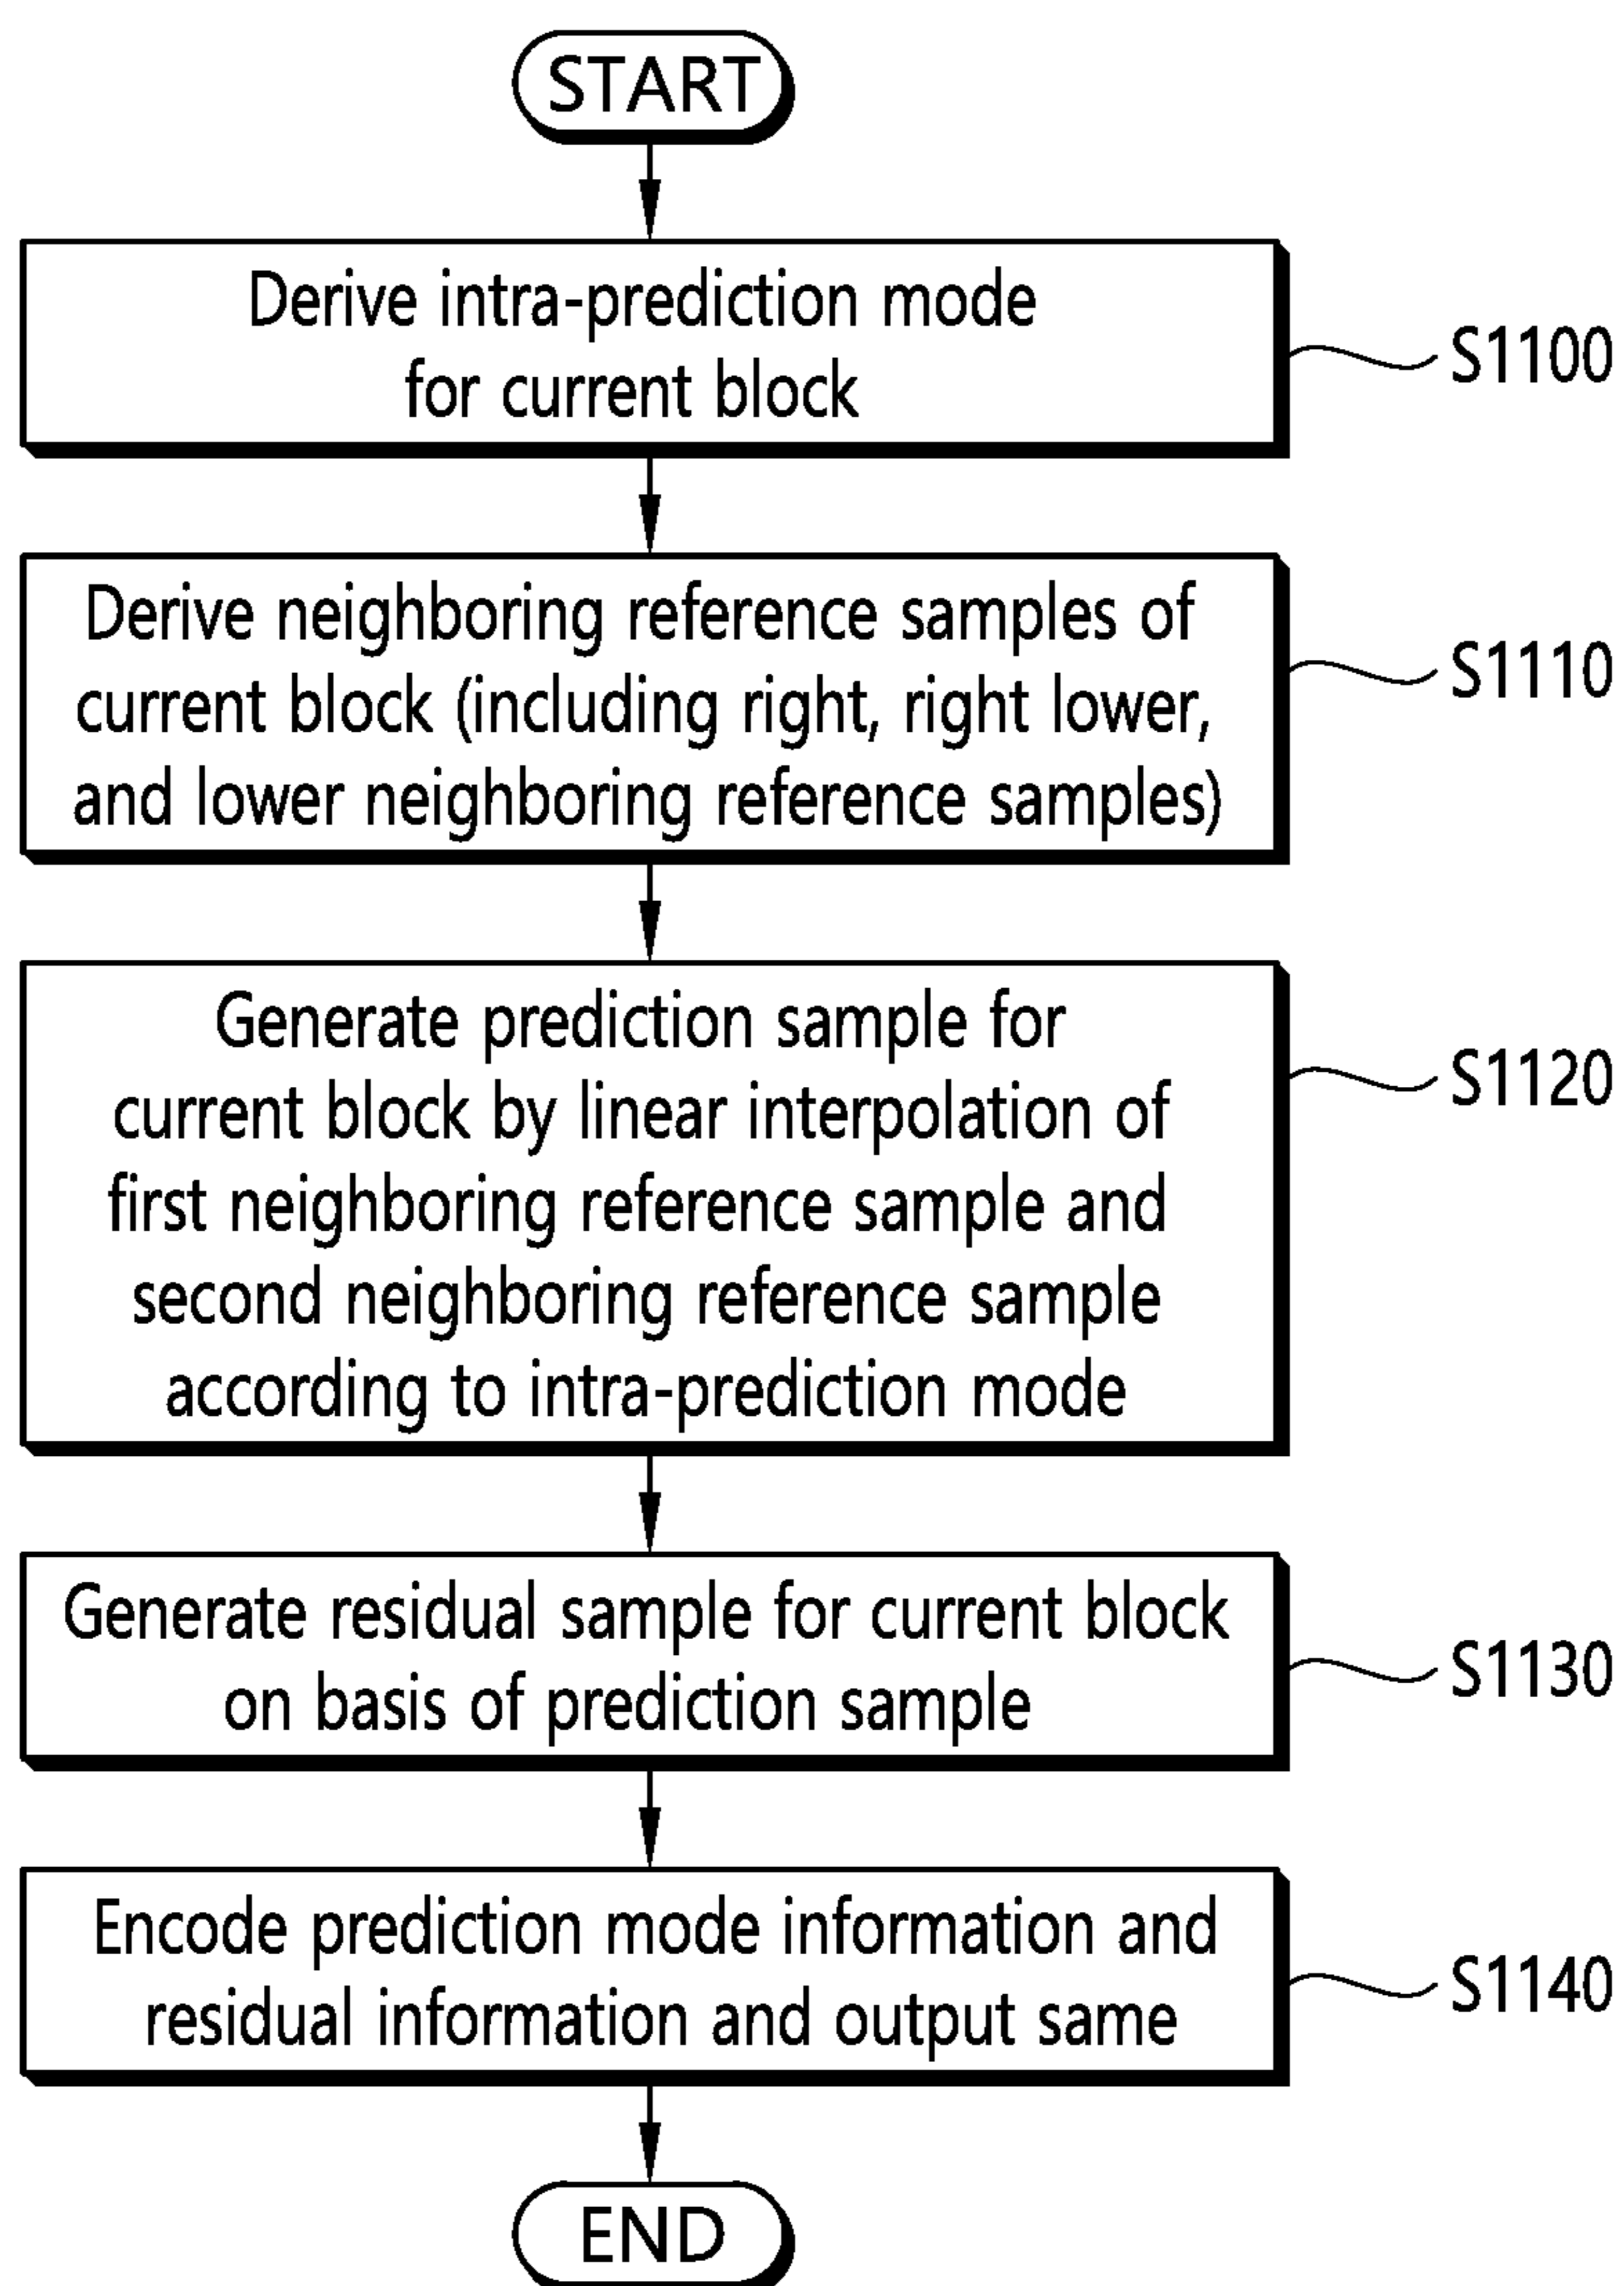 START
Derive intra-prediction mode
for current block
S1100
Derive neighboring reference samples of
current block (including right, right lower,
and lower neighboring reference samples)
S1110
Generate prediction sample for
current block by linear interpolation of
first neighboring reference sample and
second neighboring reference sample
according to intra-prediction mode
S1120
Generate residual sample for current block
on basis of prediction sample
S1130
Encode prediction mode information and
residual information and output same
S1140
END